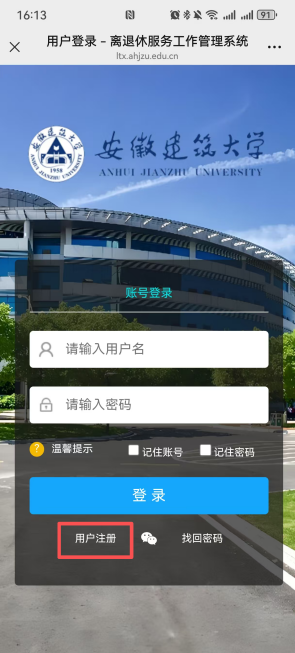 16:13
91
用户登录 - 离退休服务工作管理系统
ltx.ahjzu.edu.cn
安徽建筑大学
ANHUI JIANZHU UNIVERSITY
1958
账号登录
请输入用户名
请输入密码
? 温馨提示 记住账号 记住密码
登录
用户注册 找回密码